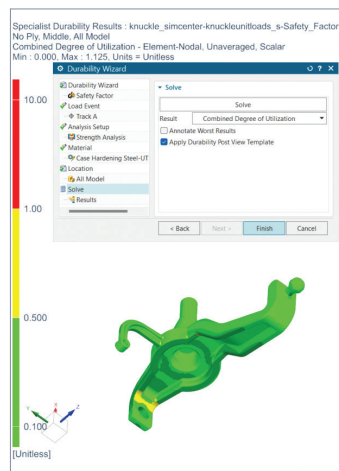 Specialist Durability Results : knuckle_simcenter-knuckleunitloads_s-Safety_Factor
No Ply, Middle, All Model
Combined Degree of Utilization - Element-Nodal, Unaveraged, Scalar
Min : 0.000, Max : 1.125, Units = Unitless
Durability Wizard
Durability Wizard
Safety Factor
Load Event
Track A
Analysis Setup
Strength Analysis
Material
Case Hardening Steel-UT
Location
All Model
Solve
Results
Solve
Solve
Result Combined Degree of Utilization
Annotate Worst Results
Apply Durability Post View Template
< Back Next > Finish Cancel
10.00
1.00
0.500
0.100
[Unitless]
Y
X
Z